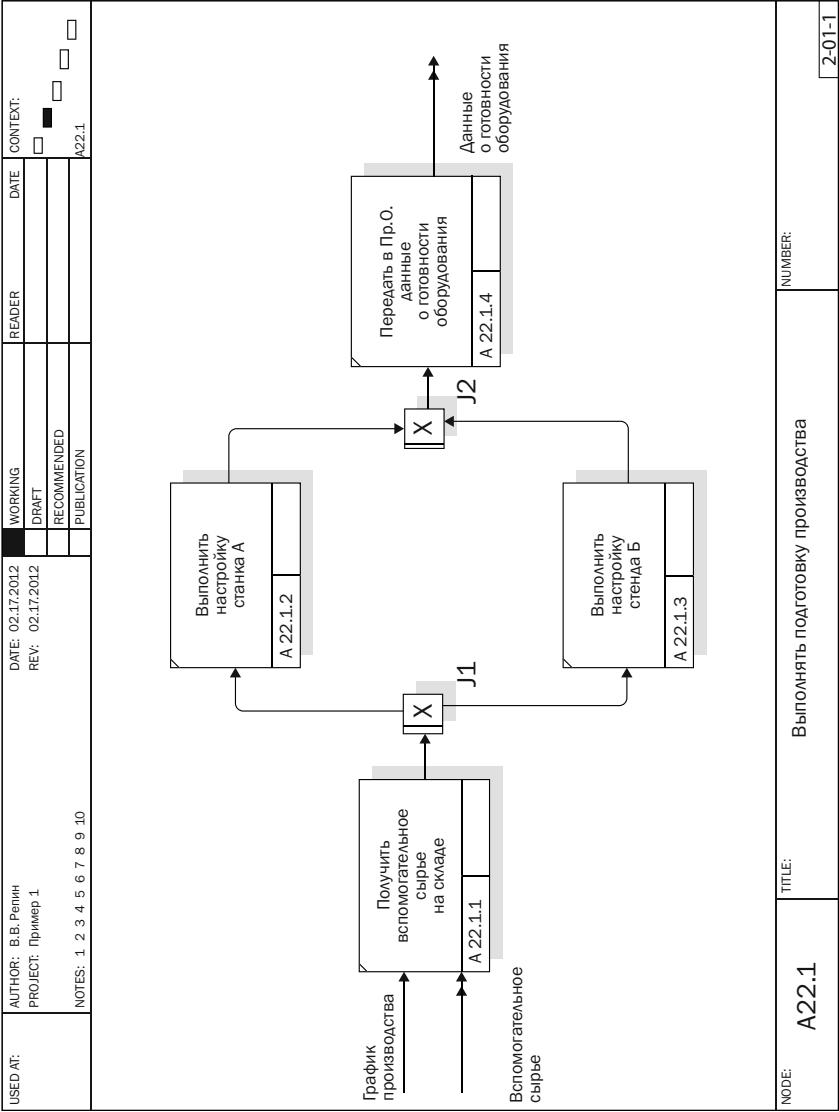 USED AT:
AUTHOR: В.В. Репин
PROJECT: Пример 1
NOTES: 1 2 3 4 5 6 7 8 9 10
DATE: 02.17.2012
REV: 02.17.2012
WORKING
DRAFT
RECOMMENDED
PUBLICATION
READER
DATE
CONTEXT:
A22.1
График
производства
Вспомогательное
сырье
Получить
вспомогательное
сырье
на складе
А 22.1.1
X
J1
Выполнить
настройку
станка А
А 22.1.2
Выполнить
настройку
стенда Б
А 22.1.3
X
J2
Передать в Пр.О.
данные
о готовности
оборудования
А 22.1.4
Данные
о готовности
оборудования
NODE:
A22.1
TITLE:
Выполнять подготовку производства
NUMBER:
2-01-1